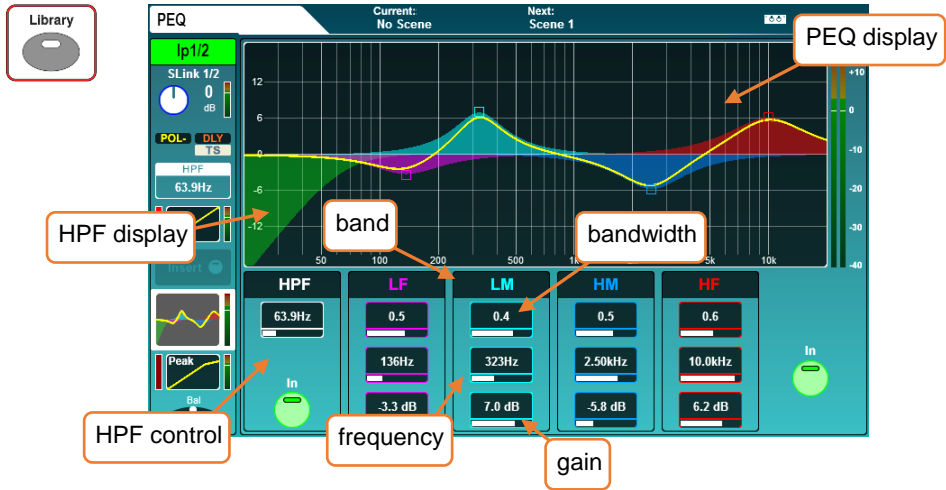 Library
PEQ
Current:
No Scene
Next:
Scene 1
PEQ display
Ip1/2
SLink 1/2
0
dB
POL-
DLY
TS
HPF
63.9Hz
HPF display
Insert
Peak
Bal
HPF control
12
6
0
-6
-12
50
100
200
500
1k
5k
10k
+10
0
-10
-20
-30
-40
band
bandwidth
HPF
63.9Hz
In
LF
0.5
136Hz
-3.3 dB
LM
0.4
323Hz
7.0 dB
HM
0.5
2.50kHz
-5.8 dB
HF
0.6
10.0kHz
6.2 dB
In
frequency
gain